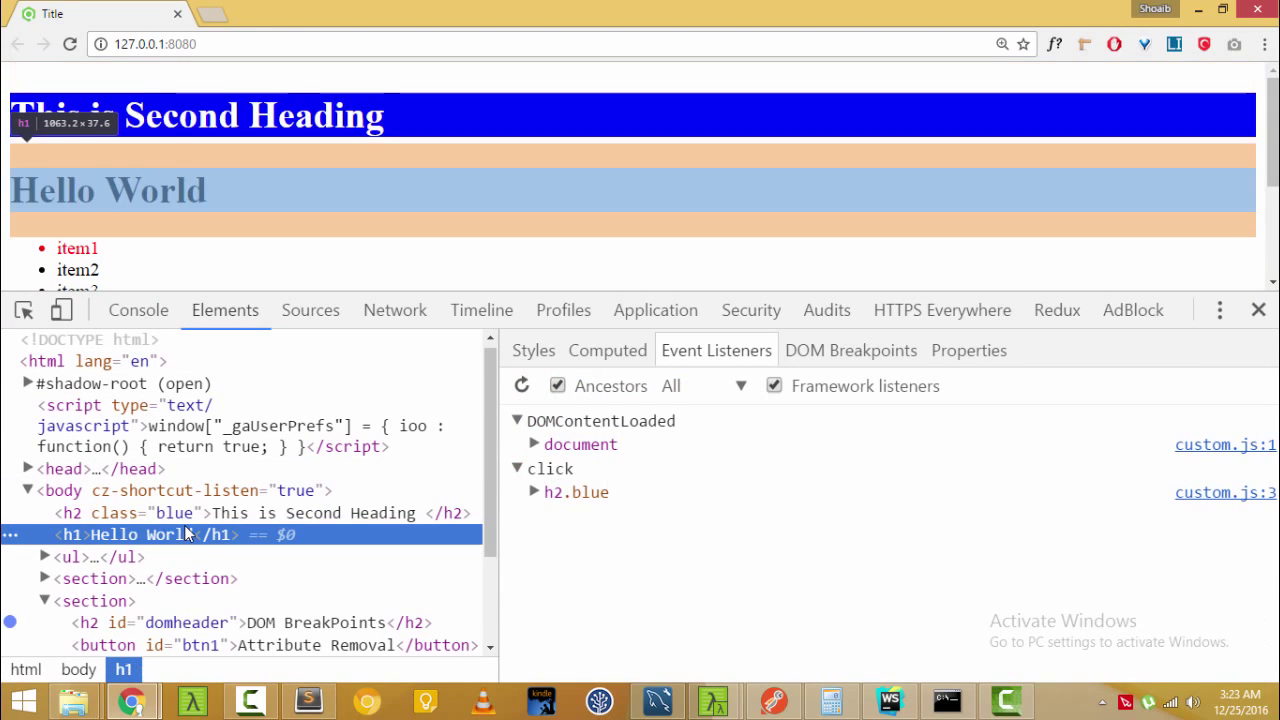 Title
Shoaib
127.0.0.1:8080
f?
LI
This is Second Heading
h1 1063.2×37.6
Hello World
item1
item2
item3
Console Elements Sources Network Timeline Profiles Application Security Audits HTTPS Everywhere Redux AdBlock
<!DOCTYPE html>
<html lang="en">
#shadow-root (open)
<script type="text/
javascript">window["_gaUserPrefs"] = { ioo :
function() { return true; } }</script>
<head>…</head>
<body cz-shortcut-listen="true">
<h2 class="blue">This is Second Heading </h2>
<h1>Hello World</h1> == $0
<ul>…</ul>
<section>…</section>
<section>
<h2 id="domheader">DOM BreakPoints</h2>
<button id="btn1">Attribute Removal</button>
html body h1
Styles Computed Event Listeners DOM Breakpoints Properties
Ancestors All Framework listeners
DOMContentLoaded
document custom.js:1
click
h2.blue custom.js:3
Activate Windows
Go to PC settings to activate Windows.
kindle
WS
3:23 AM
12/25/2016